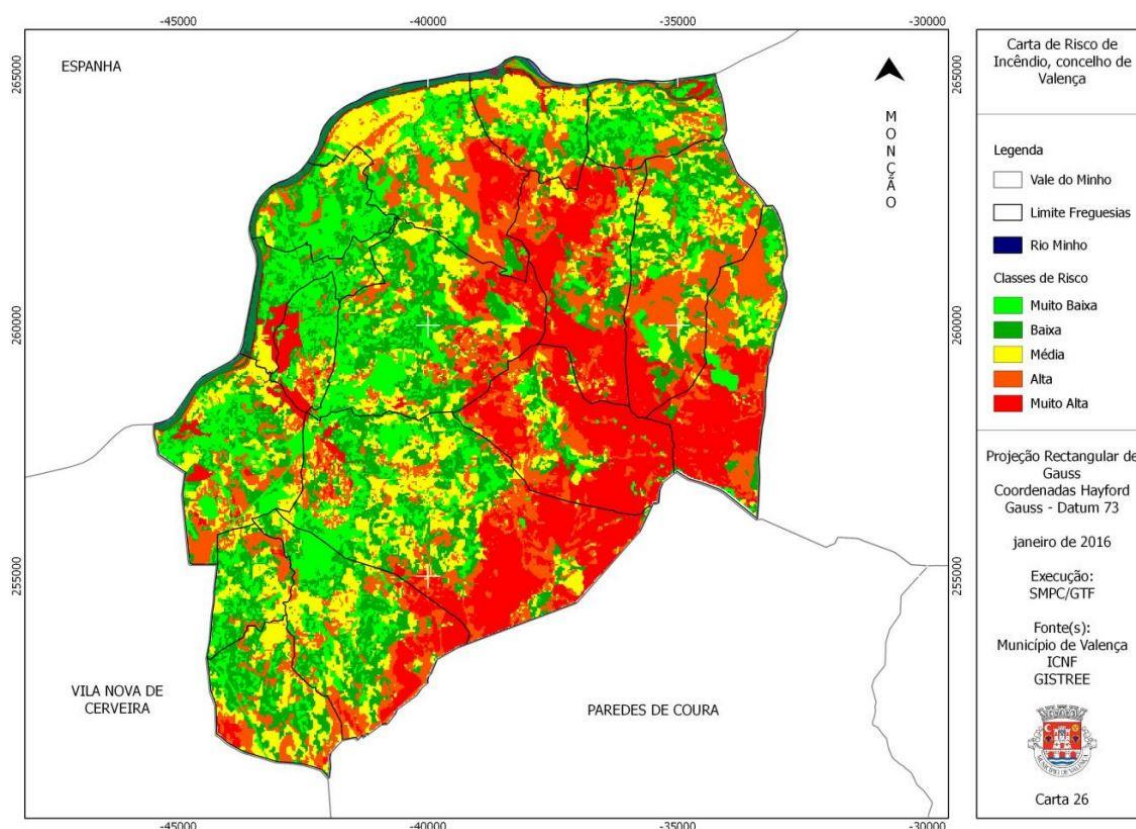 -45000
-40000
-35000
-30000
265000
265000
260000
260000
255000
255000
-45000
-40000
-35000
-30000
ESPANHA
M
O
N
Ç
Ã
O
VILA NOVA DE
CERVEIRA
PAREDES DE COURA
Carta de Risco de
Incêndio, concelho de
Valença
Legenda
Vale do Minho
Limite Freguesias
Rio Minho
Classes de Risco
Muito Baixa
Baixa
Média
Alta
Muito Alta
Projeção Rectangular de
Gauss
Coordenadas Hayford
Gauss - Datum 73
janeiro de 2016
Execução:
SMPC/GTF
Fonte(s):
Município de Valença
ICNF
GISTREE
MUNICÍPIO DE VALENÇA
Carta 26